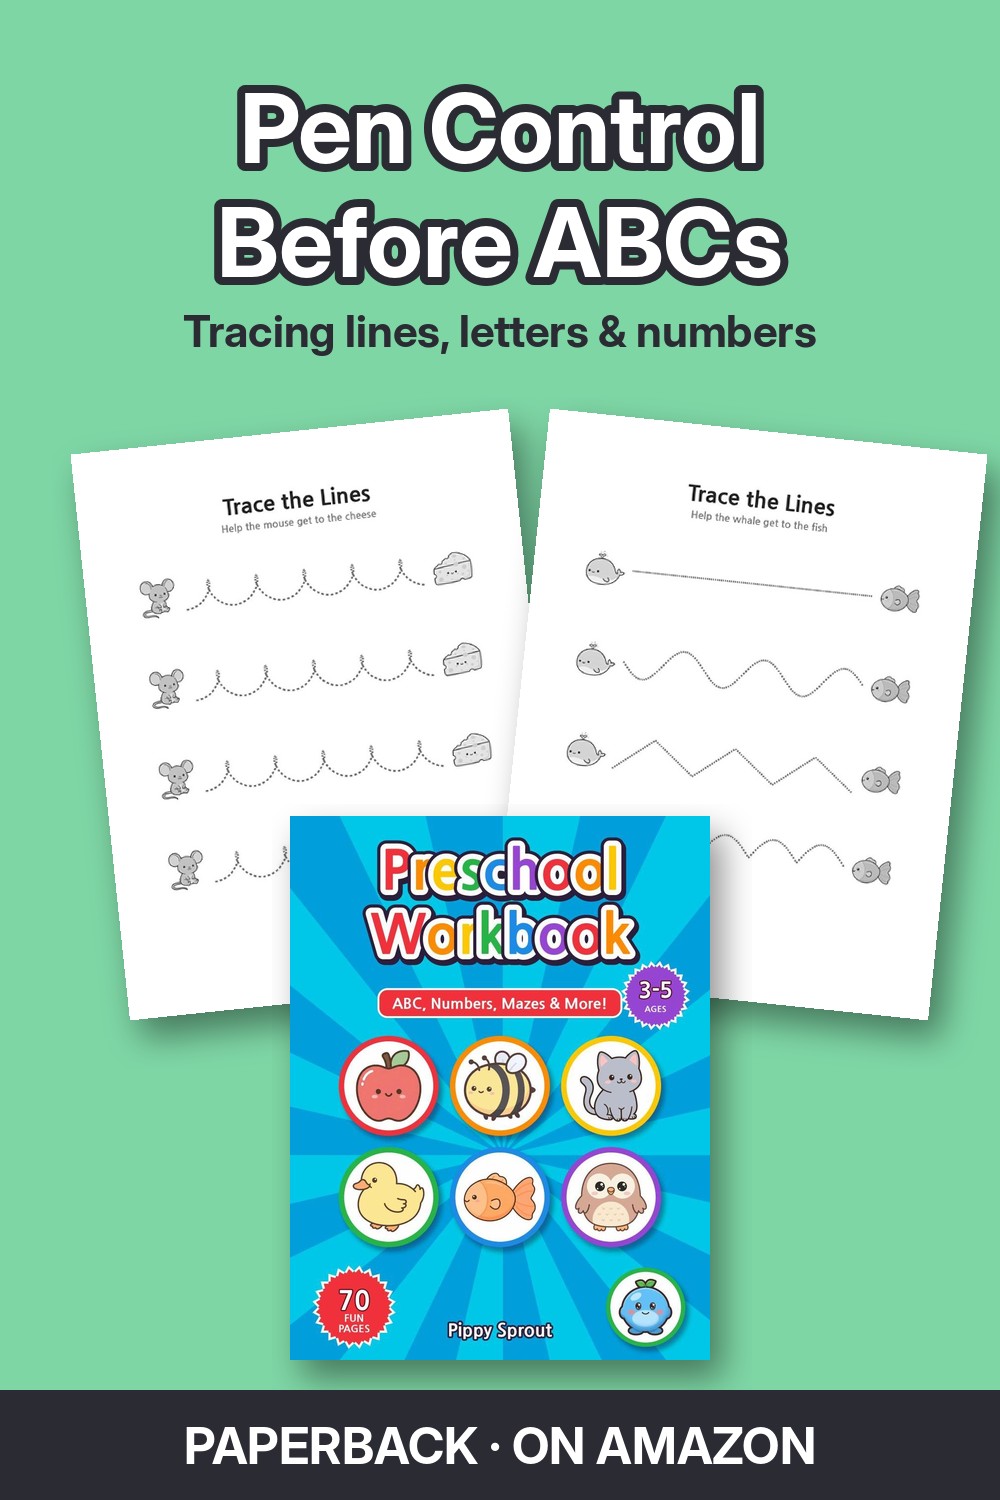 Pen Control
Before ABCs
Tracing lines, letters & numbers
Trace the Lines
Help the mouse get to the cheese
Trace the Lines
Help the whale get to the fish
Preschool
Workbook
ABC, Numbers, Mazes & More!
3-5
AGES
70
FUN
PAGES
Pippy Sprout
PAPERBACK · ON AMAZON